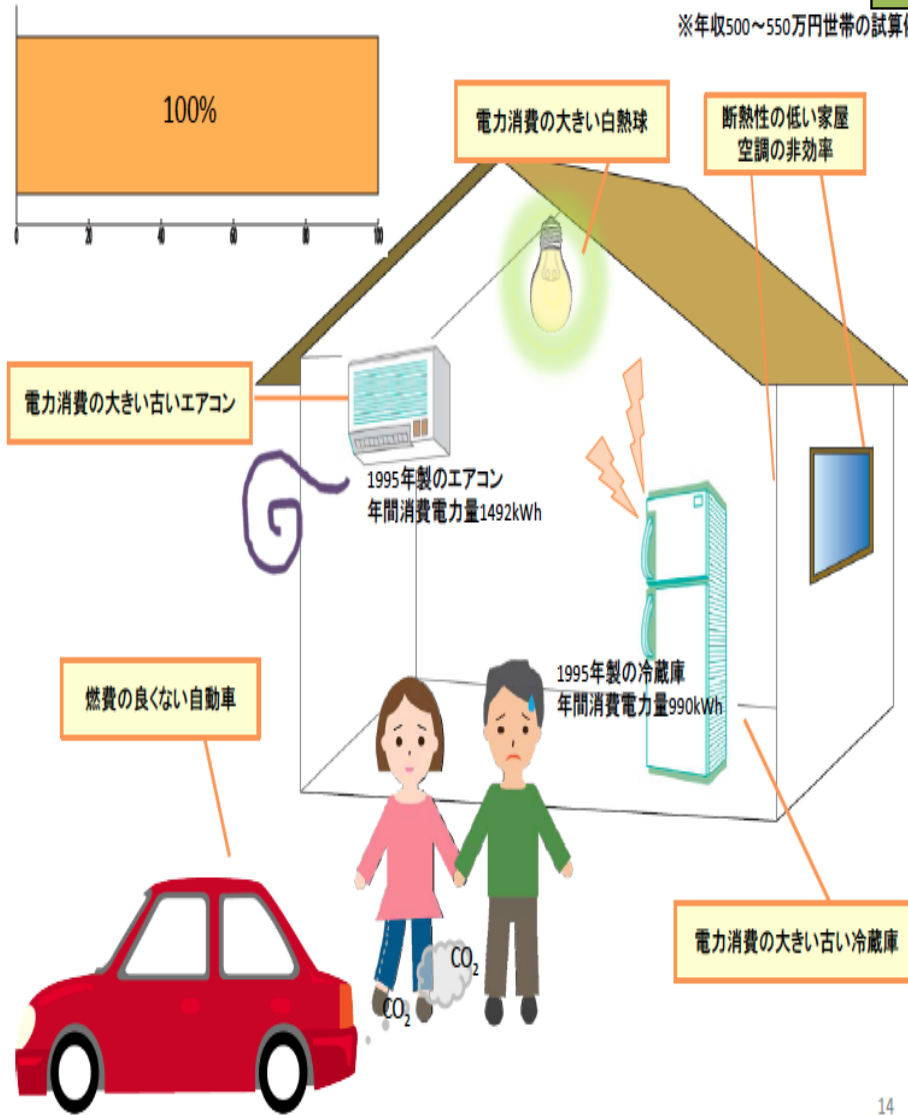 ※年収500～550万円世帯の試算
100%
0 20 40 60 80 100
電力消費の大きい白熱球
断熱性の低い家屋
空調の非効率
電力消費の大きい古いエアコン
1995年製のエアコン
年間消費電力量1492kWh
燃費の良くない自動車
1995年製の冷蔵庫
年間消費電力量990kWh
電力消費の大きい古い冷蔵庫
CO₂
CO₂
14